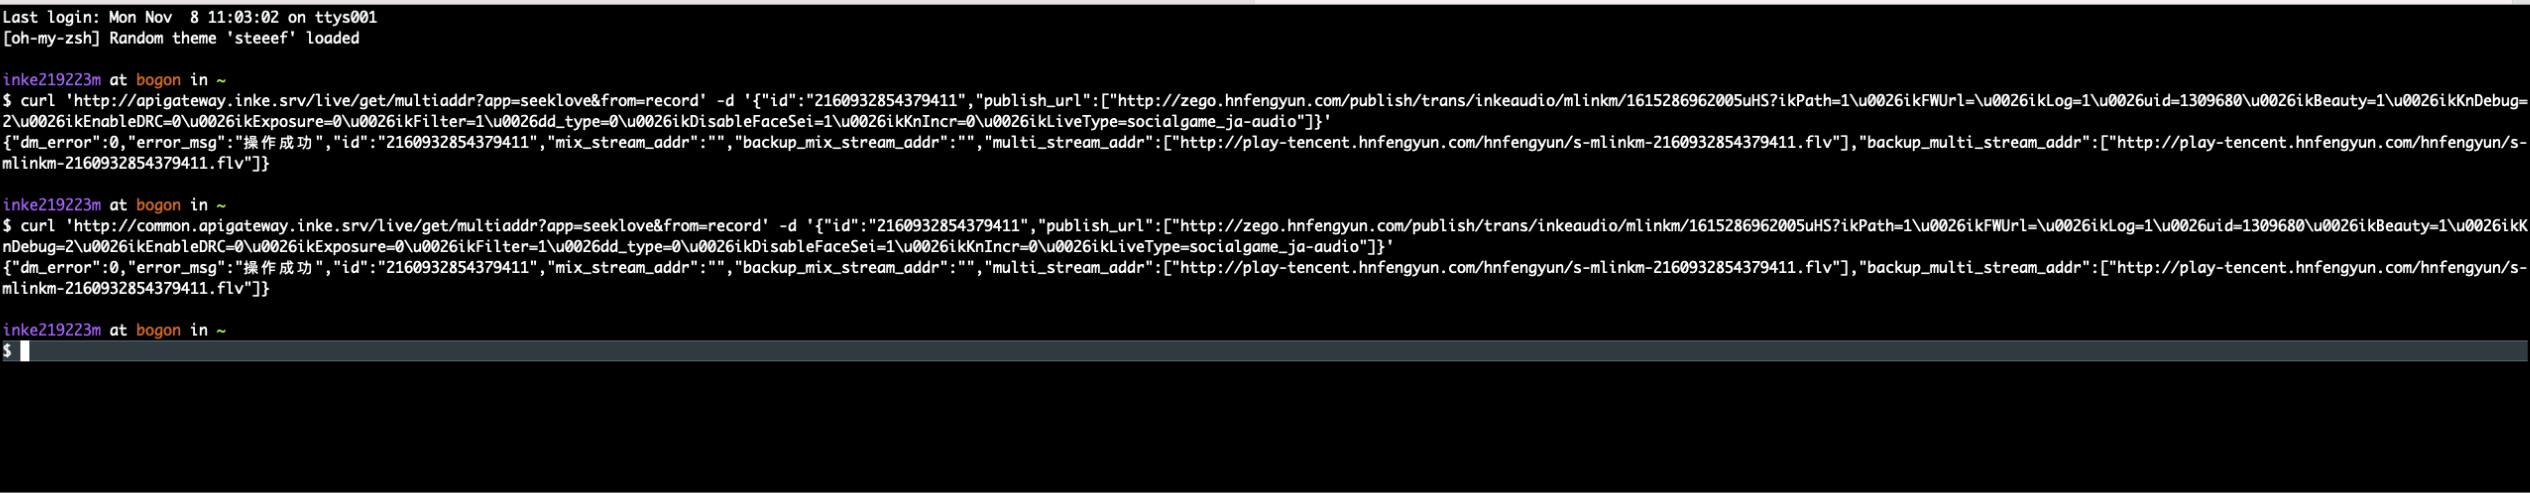 Last login: Mon Nov  8 11:03:02 on ttys001
[oh-my-zsh] Random theme 'steeef' loaded
inke219223m at bogon in ~
$ curl 'http://apigateway.inke.srv/live/get/multiaddr?app=seeklove&from=record' -d '{"id":"2160932854379411","publish_url":["http://zego.hnfengyun.com/publish/trans/inkeaudio/mlinkm/1615286962005uHS?ikPath=1\u0026ikFWUrl=\u0026ikLog=1\u0026uid=1309680\u0026ikBeauty=1\u0026ikKnDebug=
2\u0026ikEnableDRC=0\u0026ikExposure=0\u0026ikFilter=1\u0026dd_type=0\u0026ikDisableFaceSei=1\u0026ikKnIncr=0\u0026ikLiveType=socialgame_ja-audio"]}'
{"dm_error":0,"error_msg":"操作成功","id":"2160932854379411","mix_stream_addr":"","backup_mix_stream_addr":"","multi_stream_addr":["http://play-tencent.hnfengyun.com/hnfengyun/s-mlinkm-2160932854379411.flv"],"backup_multi_stream_addr":["http://play-tencent.hnfengyun.com/hnfengyun/s-
mlinkm-2160932854379411.flv"]}
inke219223m at bogon in ~
$ curl 'http://common.apigateway.inke.srv/live/get/multiaddr?app=seeklove&from=record' -d '{"id":"2160932854379411","publish_url":["http://zego.hnfengyun.com/publish/trans/inkeaudio/mlinkm/1615286962005uHS?ikPath=1\u0026ikFWUrl=\u0026ikLog=1\u0026uid=1309680\u0026ikBeauty=1\u0026ikK
nDebug=2\u0026ikEnableDRC=0\u0026ikExposure=0\u0026ikFilter=1\u0026dd_type=0\u0026ikDisableFaceSei=1\u0026ikKnIncr=0\u0026ikLiveType=socialgame_ja-audio"]}'
{"dm_error":0,"error_msg":"操作成功","id":"2160932854379411","mix_stream_addr":"","backup_mix_stream_addr":"","multi_stream_addr":["http://play-tencent.hnfengyun.com/hnfengyun/s-mlinkm-2160932854379411.flv"],"backup_multi_stream_addr":["http://play-tencent.hnfengyun.com/hnfengyun/s-
mlinkm-2160932854379411.flv"]}
inke219223m at bogon in ~
$